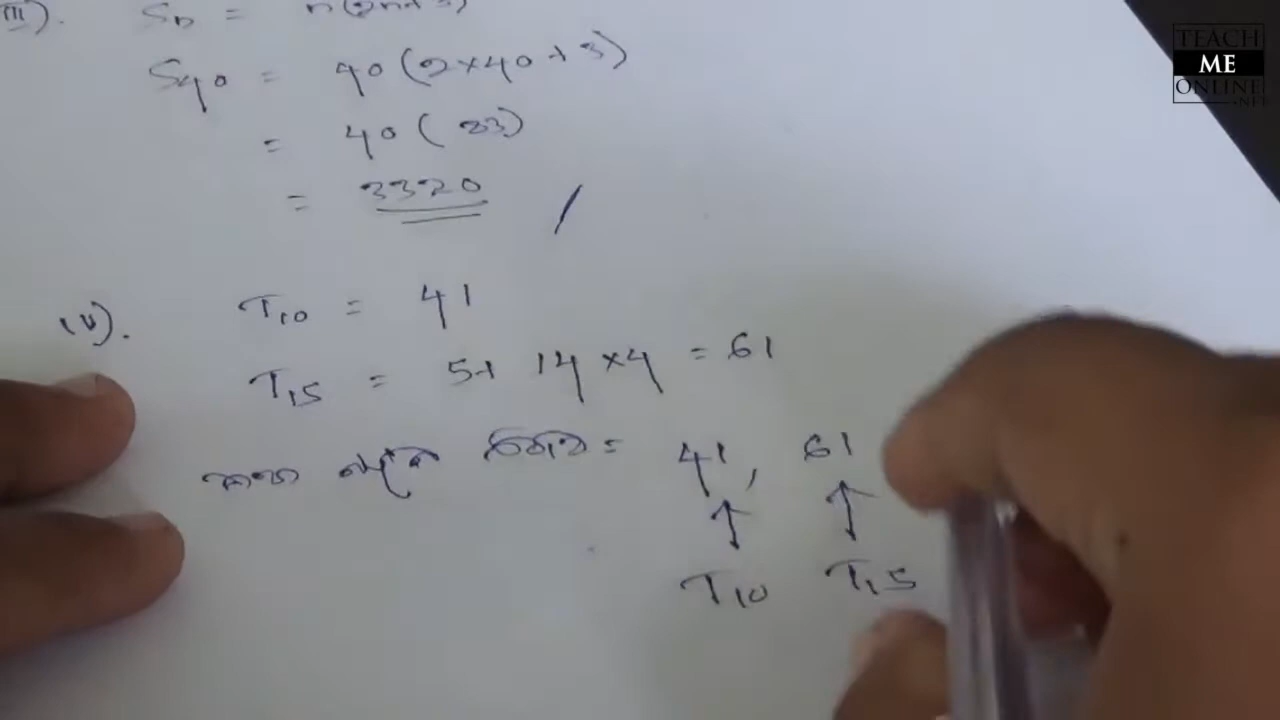 TEACH
ME
ONLINE
.NET
(III). Sn = n(2n+3)
S40 = 40(2×40+3)
= 40(83)
= 3320
(V). T10 = 41
T15 = 5+ 14×4 = 61
= 41, 61
T10 T15